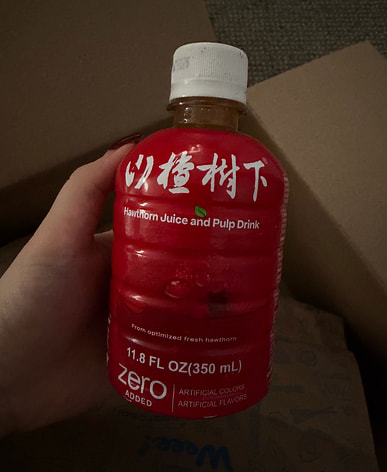 山楂树下
Hawthorn Juice and Pulp Drink
From optimized fresh hawthorn
11.8 FL OZ(350 mL)
zero
ADDED
ARTIFICIAL COLORS
ARTIFICIAL FLAVORS
Weee!